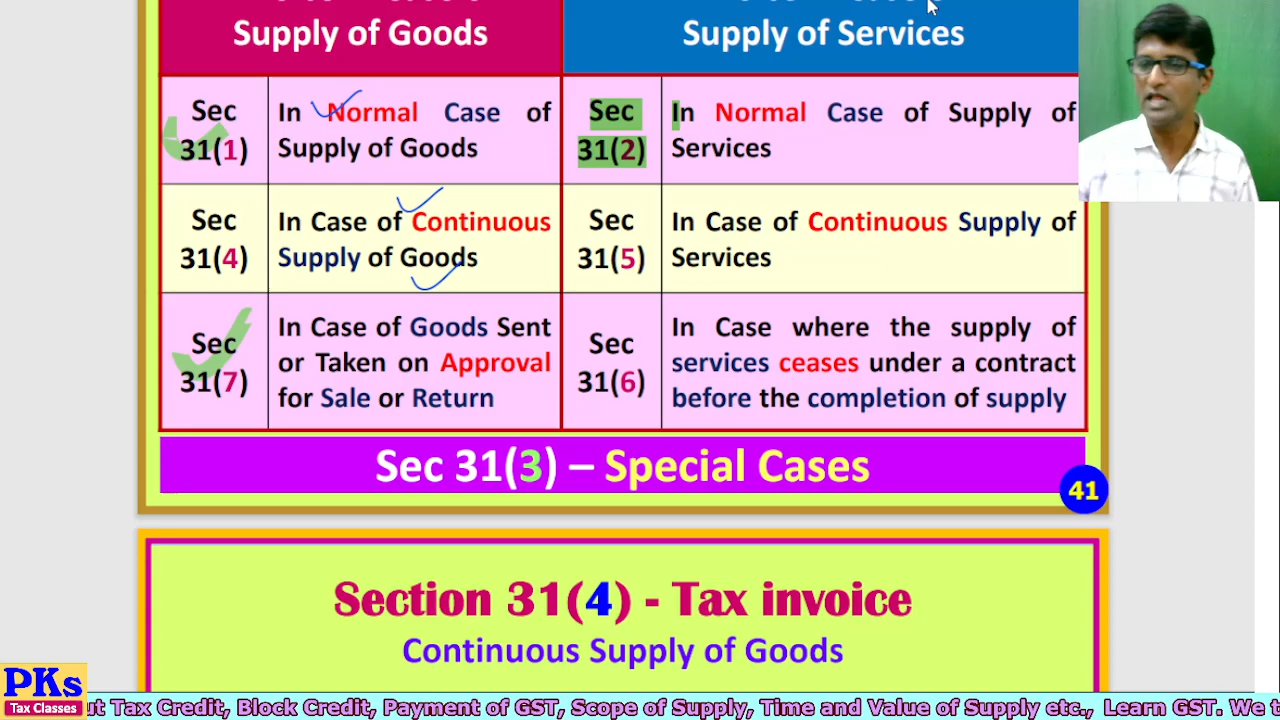 Supply of Goods
Supply of Services
Sec
31(1)
In Normal Case of
Supply of Goods
Sec
31(2)
In Normal Case of Supply of
Services
Sec
31(4)
In Case of Continuous
Supply of Goods
Sec
31(5)
In Case of Continuous Supply of
Services
Sec
31(7)
In Case of Goods Sent
or Taken on Approval
for Sale or Return
Sec
31(6)
In Case where the supply of
services ceases under a contract
before the completion of supply
Sec 31(3) – Special Cases
41
Section 31(4) - Tax invoice
Continuous Supply of Goods
PKs
Tax Classes
Tax Credit, Block Credit, Payment of GST, Scope of Supply, Time and Value of Supply etc., Learn GST. We